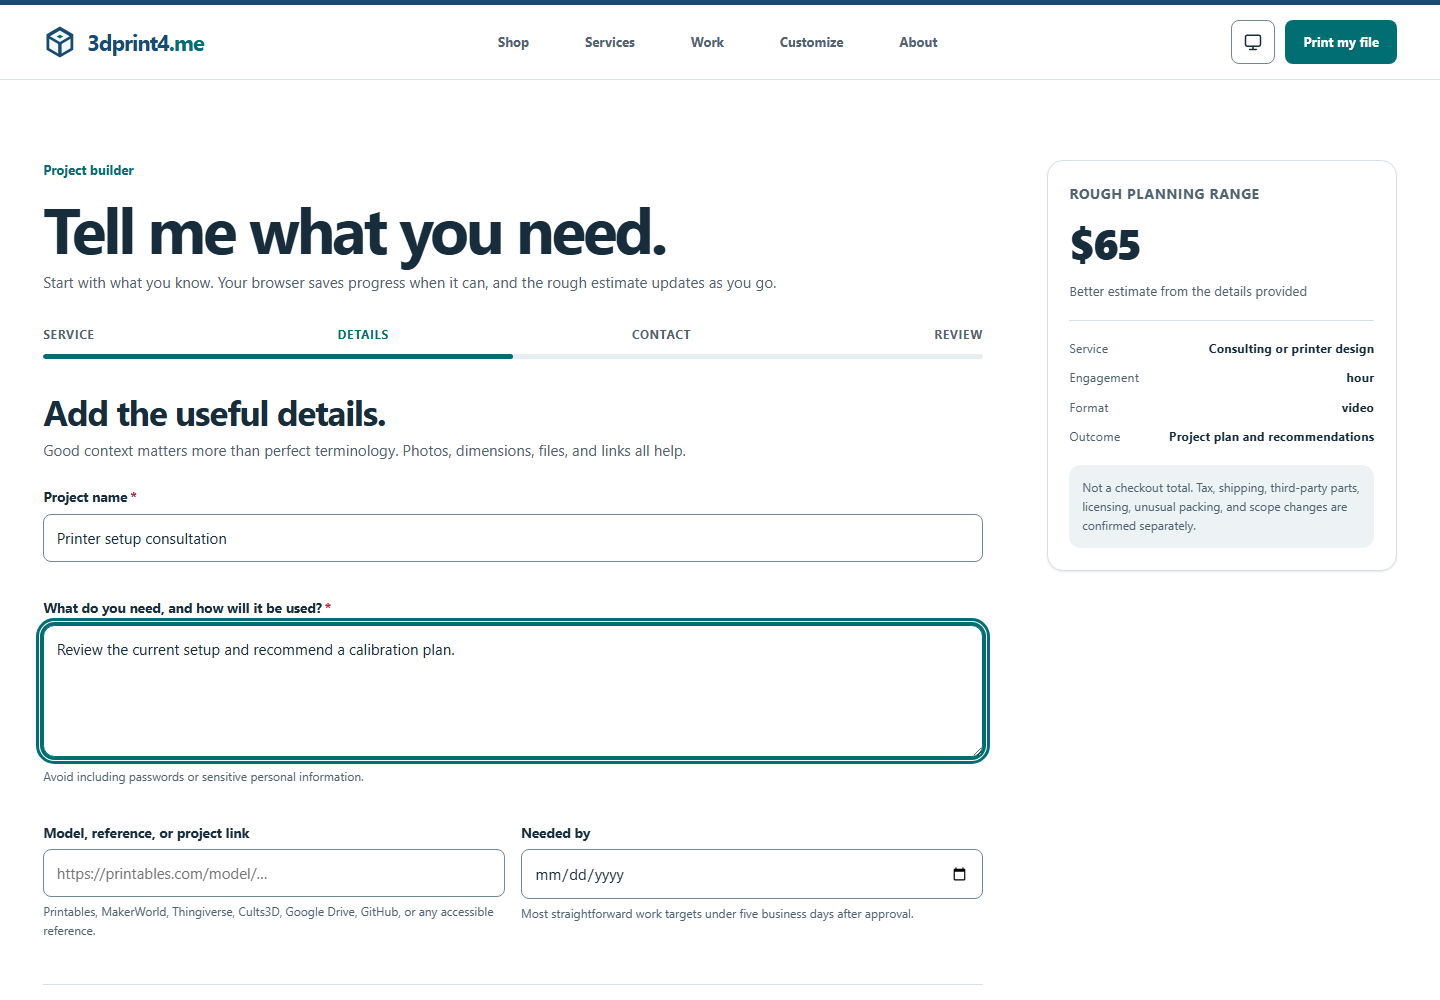 3dprint4.me
Shop
Services
Work
Customize
About
Print my file
Project builder
Tell me what you need.
Start with what you know. Your browser saves progress when it can, and the rough estimate updates as you go.
SERVICE
DETAILS
CONTACT
REVIEW
Add the useful details.
Good context matters more than perfect terminology. Photos, dimensions, files, and links all help.
Project name *
Printer setup consultation
What do you need, and how will it be used? *
Review the current setup and recommend a calibration plan.
Avoid including passwords or sensitive personal information.
Model, reference, or project link
https://printables.com/model/...
Printables, MakerWorld, Thingiverse, Cults3D, Google Drive, GitHub, or any accessible
reference.
Needed by
mm/dd/yyyy
Most straightforward work targets under five business days after approval.
ROUGH PLANNING RANGE
$65
Better estimate from the details provided
Service Consulting or printer design
Engagement hour
Format video
Outcome Project plan and recommendations
Not a checkout total. Tax, shipping, third-party parts,
licensing, unusual packing, and scope changes are
confirmed separately.